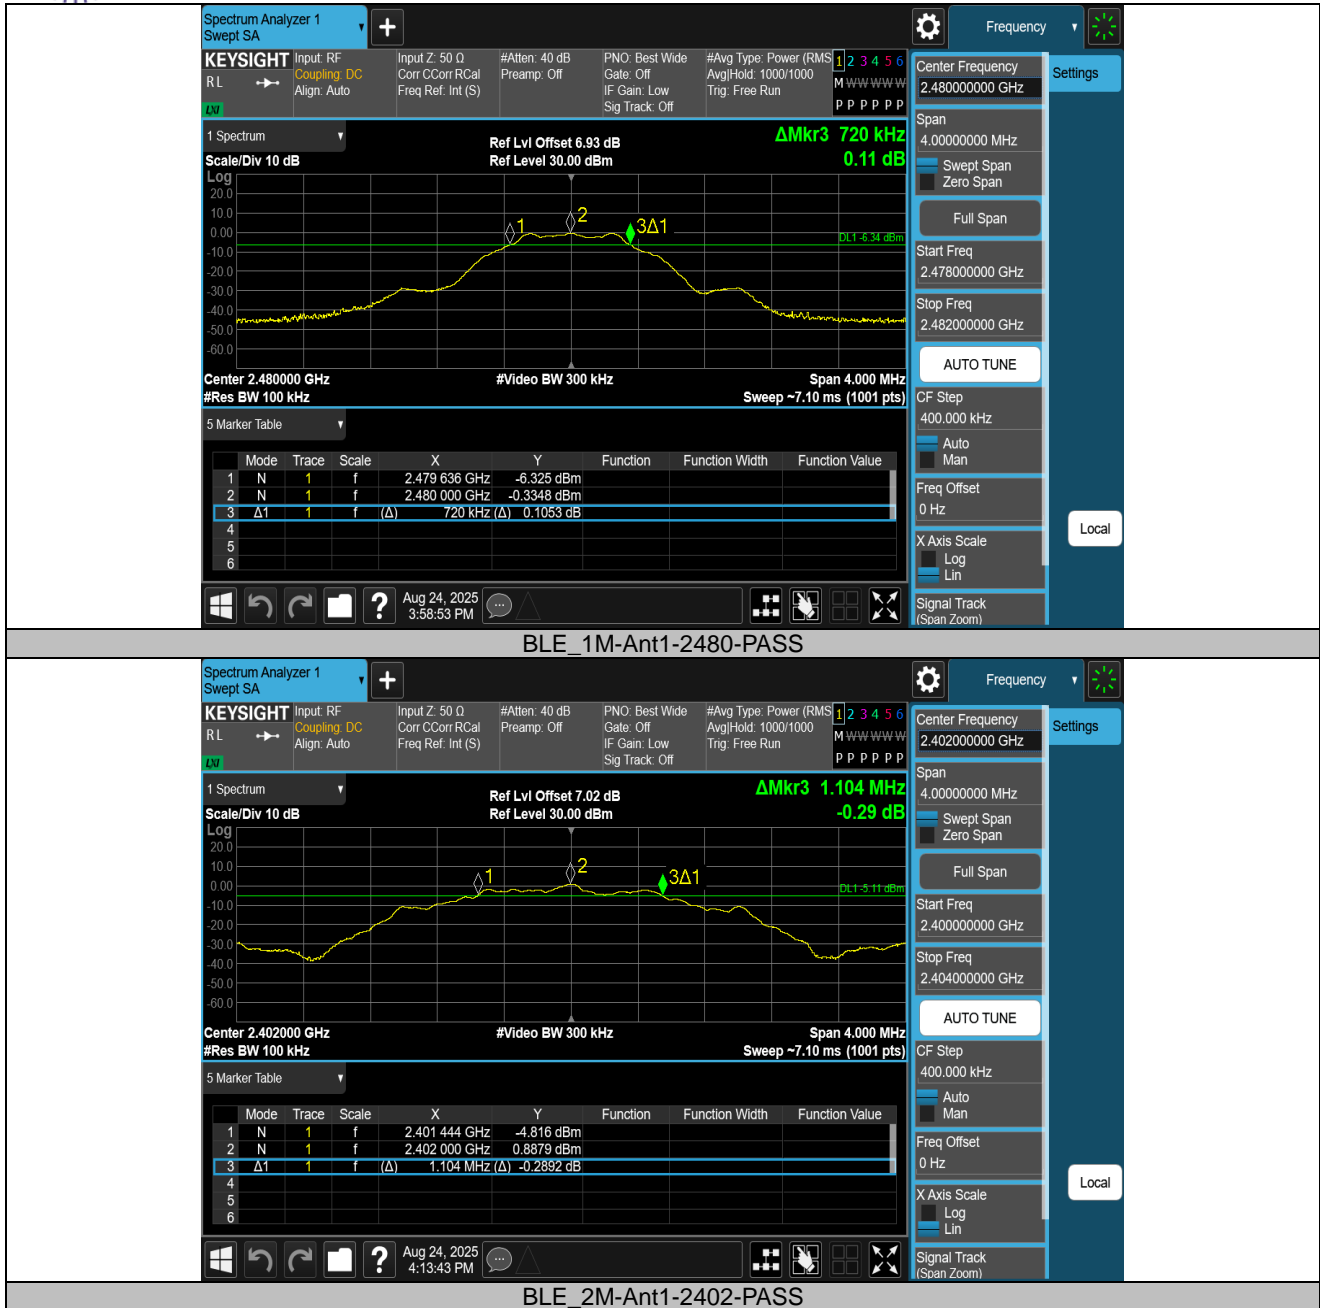 Spectrum Analyzer 1
Swept SA
+
Frequency
KEYSIGHT
RL
LXI
Input: RF
Coupling: DC
Align: Auto
Input Z: 50 Ω
Corr CCorr RCal
Freq Ref: Int (S)
#Atten: 40 dB
Preamp: Off
PNO: Best Wide
Gate: Off
IF Gain: Low
Sig Track: Off
#Avg Type: Power (RMS
Avg|Hold: 1000/1000
Trig: Free Run
1 2 3 4 5 6
M W W W W W
P P P P P P
Center Frequency
2.480000000 GHz
Settings
Span
4.00000000 MHz
Swept Span
Zero Span
Full Span
Start Freq
2.478000000 GHz
Stop Freq
2.482000000 GHz
AUTO TUNE
CF Step
400.000 kHz
Auto
Man
Freq Offset
0 Hz
X Axis Scale
Log
Lin
Signal Track
(Span Zoom)
Local
1 Spectrum
Scale/Div 10 dB
Ref Lvl Offset 6.93 dB
Ref Level 30.00 dBm
ΔMkr3 720 kHz
0.11 dB
Log
20.0
10.0
0.00
-10.0
-20.0
-30.0
-40.0
-50.0
-60.0
1
2
3Δ1
DL1 -6.34 dBm
Center 2.480000 GHz
#Video BW 300 kHz
Span 4.000 MHz
#Res BW 100 kHz
Sweep ~7.10 ms (1001 pts)
5 Marker Table
Mode Trace Scale X Y Function Function Width Function Value
1 N 1 f 2.479 636 GHz -6.325 dBm
2 N 1 f 2.480 000 GHz -0.3348 dBm
3 Δ1 1 f (Δ) 720 kHz (Δ) 0.1053 dB
4
5
6
?
Aug 24, 2025
3:58:53 PM
BLE_1M-Ant1-2480-PASS
Spectrum Analyzer 1
Swept SA
+
Frequency
KEYSIGHT
RL
LXI
Input: RF
Coupling: DC
Align: Auto
Input Z: 50 Ω
Corr CCorr RCal
Freq Ref: Int (S)
#Atten: 40 dB
Preamp: Off
PNO: Best Wide
Gate: Off
IF Gain: Low
Sig Track: Off
#Avg Type: Power (RMS
Avg|Hold: 1000/1000
Trig: Free Run
1 2 3 4 5 6
M W W W W W
P P P P P P
Center Frequency
2.402000000 GHz
Settings
Span
4.00000000 MHz
Swept Span
Zero Span
Full Span
Start Freq
2.400000000 GHz
Stop Freq
2.404000000 GHz
AUTO TUNE
CF Step
400.000 kHz
Auto
Man
Freq Offset
0 Hz
X Axis Scale
Log
Lin
Signal Track
(Span Zoom)
Local
1 Spectrum
Scale/Div 10 dB
Ref Lvl Offset 7.02 dB
Ref Level 30.00 dBm
ΔMkr3 1.104 MHz
-0.29 dB
Log
20.0
10.0
0.00
-10.0
-20.0
-30.0
-40.0
-50.0
-60.0
1
2
3Δ1
DL1 -5.11 dBm
Center 2.402000 GHz
#Video BW 300 kHz
Span 4.000 MHz
#Res BW 100 kHz
Sweep ~7.10 ms (1001 pts)
5 Marker Table
Mode Trace Scale X Y Function Function Width Function Value
1 N 1 f 2.401 444 GHz -4.816 dBm
2 N 1 f 2.402 000 GHz 0.8879 dBm
3 Δ1 1 f (Δ) 1.104 MHz (Δ) -0.2892 dB
4
5
6
?
Aug 24, 2025
4:13:43 PM
BLE_2M-Ant1-2402-PASS